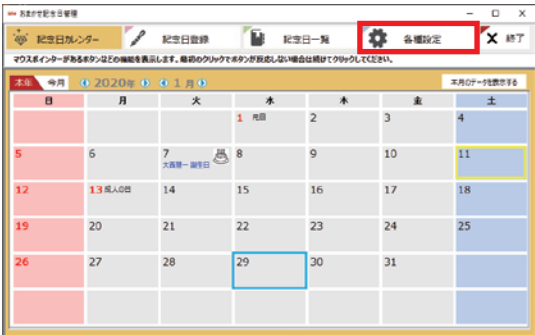 おまかせ記念日管理
記念日カレンダー 記念日登録 記念日一覧 各種設定 終了
マウスポインターがあるボタンなどの機能を表示します。最初のクリックでボタンが反応しない場合は続けてクリックしてください。
本年 今月 2020年 1月 本月のデータを表示する
日 月 火 水 木 金 土
1 元日 2 3 4
5 6 7 8 9 10 11
大西健一 誕生日
12 13 成人の日 14 15 16 17 18
19 20 21 22 23 24 25
26 27 28 29 30 31